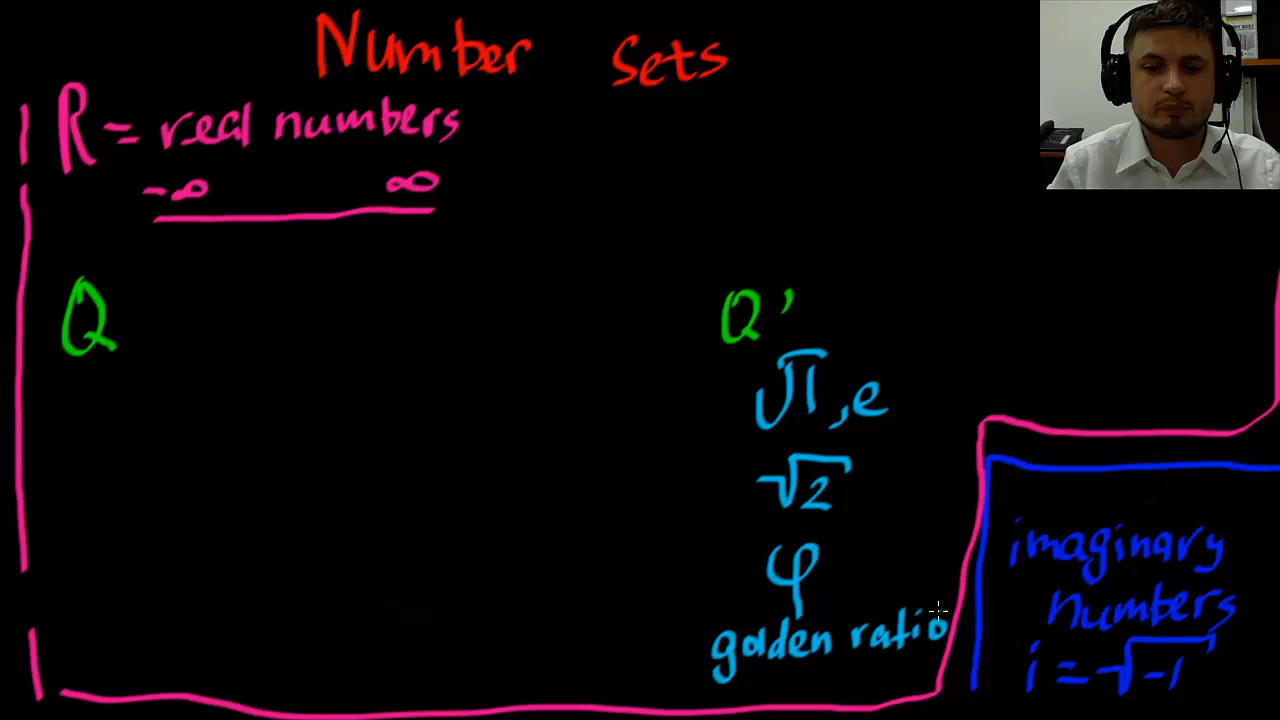 Number Sets
R = real numbers
-∞ ∞
Q
Q'
π, e
√2
φ
golden ratio
imaginary
numbers
i = √-1